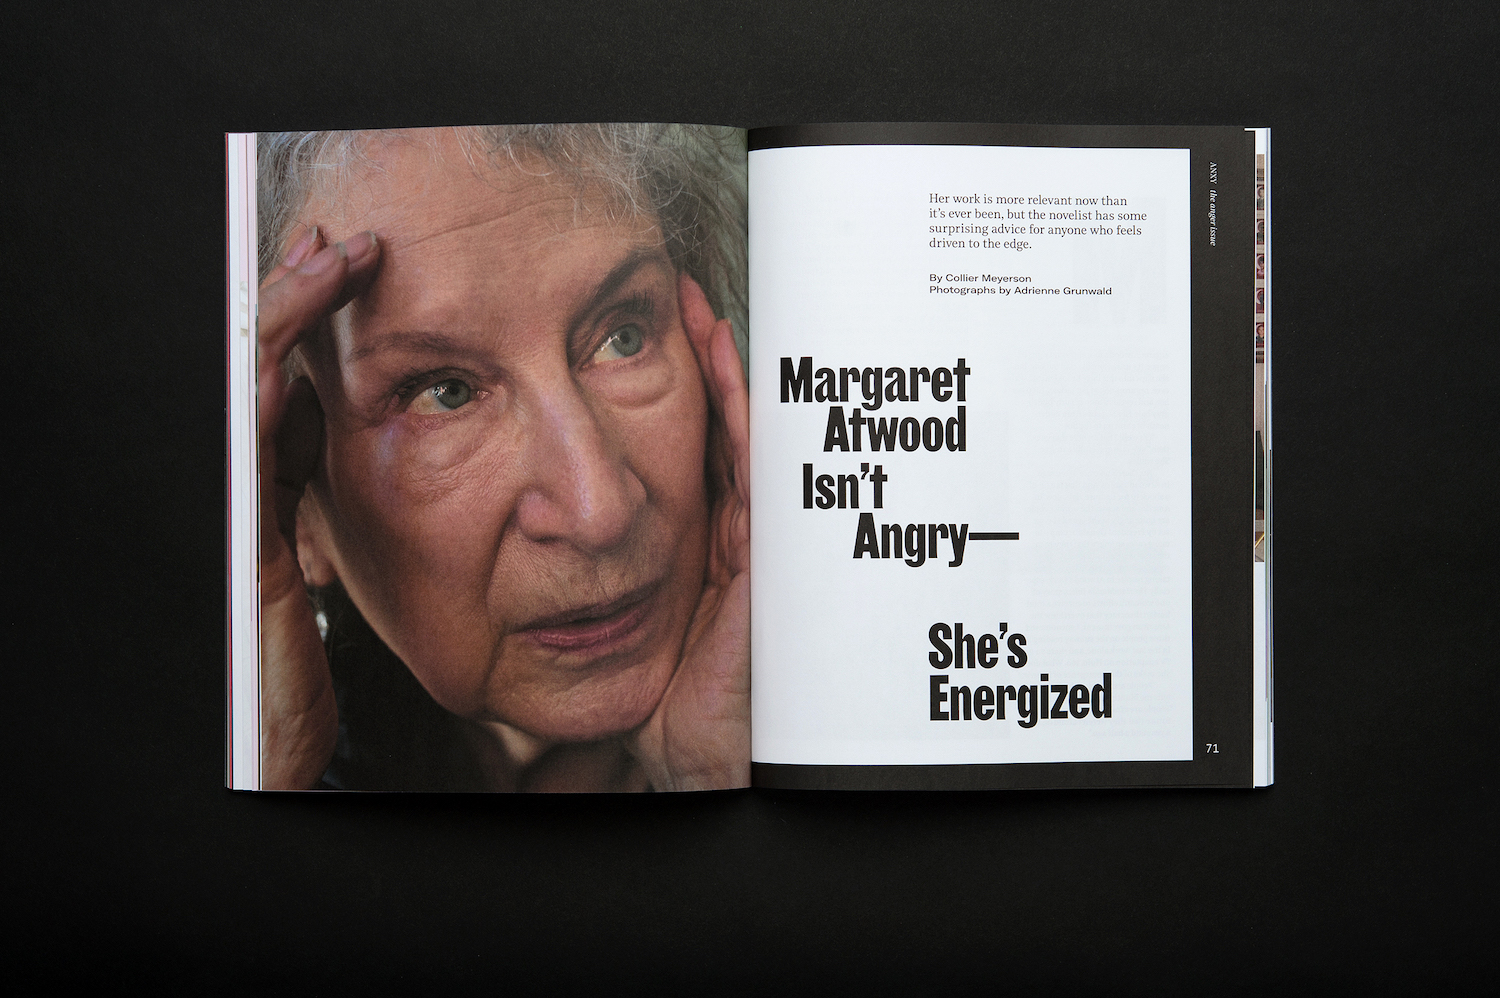 Her work is more relevant now than
it's ever been, but the novelist has some
surprising advice for anyone who feels
driven to the edge.
By Collier Meyerson
Photographs by Adrienne Grunwald
Margaret
Atwood
Isn't
Angry—
She's
Energized
ANXY the anger issue
71